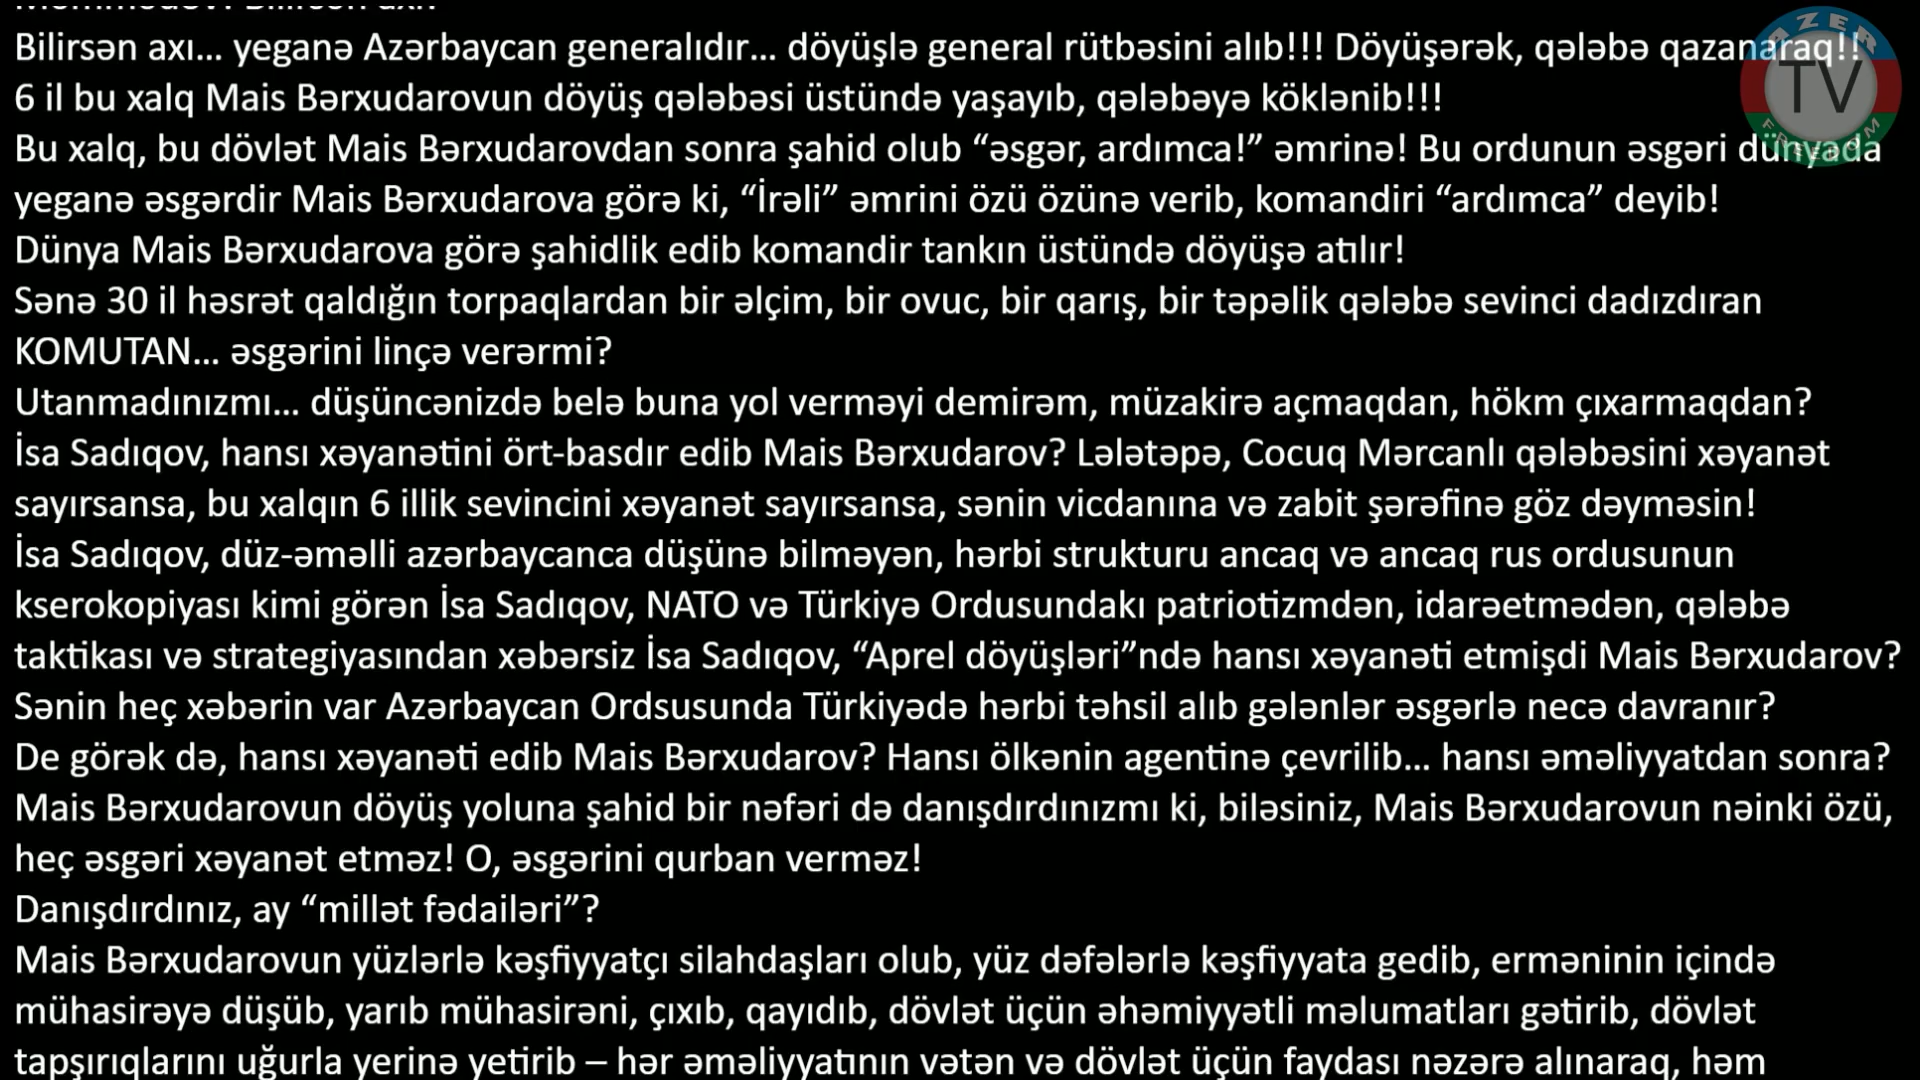 Bilirsən axı... yeganə Azərbaycan generalıdır... döyüşlə general rütbəsini alıb!!! Döyüşərək, qələbə qazanaraq!!
6 il bu xalq Mais Bərxudarovun döyüş qələbəsi üstündə yaşayıb, qələbəyə köklənib!!!
Bu xalq, bu dövlət Mais Bərxudarovdan sonra şahid olub “əsgər, ardımca!” əmrinə! Bu ordunun əsgəri dünyada
yeganə əsgərdir Mais Bərxudarova görə ki, “İrəli” əmrini özü özünə verib, komandiri “ardımca” deyib!
Dünya Mais Bərxudarova görə şahidlik edib komandir tankın üstündə döyüşə atılır!
Sənə 30 il həsrət qaldığın torpaqlardan bir əlçim, bir ovuc, bir qarış, bir təpəlik qələbə sevinci dadızdıran
KOMUTAN... əsgərini linçə verərmi?
Utanmadınızmı... düşüncənizdə belə buna yol verməyi demirəm, müzakirə açmaqdan, hökm çıxarmaqdan?
İsa Sadıqov, hansı xəyanətini ört-basdır edib Mais Bərxudarov? Lələtəpə, Cocuq Mərcanlı qələbəsini xəyanət
sayırsansa, bu xalqın 6 illik sevincini xəyanət sayırsansa, sənin vicdanına və zabit şərəfinə göz dəyməsin!
İsa Sadıqov, düz-əməlli azərbaycanca düşünə bilməyən, hərbi strukturu ancaq və ancaq rus ordusunun
kserokopiyası kimi görən İsa Sadıqov, NATO və Türkiyə Ordusundakı patriotizmdən, idarəetmədən, qələbə
taktikası və strategiyasından xəbərsiz İsa Sadıqov, “Aprel döyüşləri”ndə hansı xəyanəti etmişdi Mais Bərxudarov?
Sənin heç xəbərin var Azərbaycan Ordsusunda Türkiyədə hərbi təhsil alıb gələnlər əsgərlə necə davranır?
De görək də, hansı xəyanəti edib Mais Bərxudarov? Hansı ölkənin agentinə çevrilib... hansı əməliyyatdan sonra?
Mais Bərxudarovun döyüş yoluna şahid bir nəfəri də danışdırdınızmı ki, biləsiniz, Mais Bərxudarovun nəinki özü,
heç əsgəri xəyanət etməz! O, əsgərini qurban verməz!
Danışdırdınız, ay “millət fədailəri”?
Mais Bərxudarovun yüzlərlə kəşfiyyatçı silahdaşları olub, yüz dəfələrlə kəşfiyyata gedib, erməninin içində
mühasirəyə düşüb, yarıb mühasirəni, çıxıb, qayıdıb, dövlət üçün əhəmiyyətli məlumatları gətirib, dövlət
tapşırıqlarını uğurla yerinə yetirib – hər əməliyyatının vətən və dövlət üçün faydası nəzərə alınaraq, həm
AZER
TV
FREEDOM